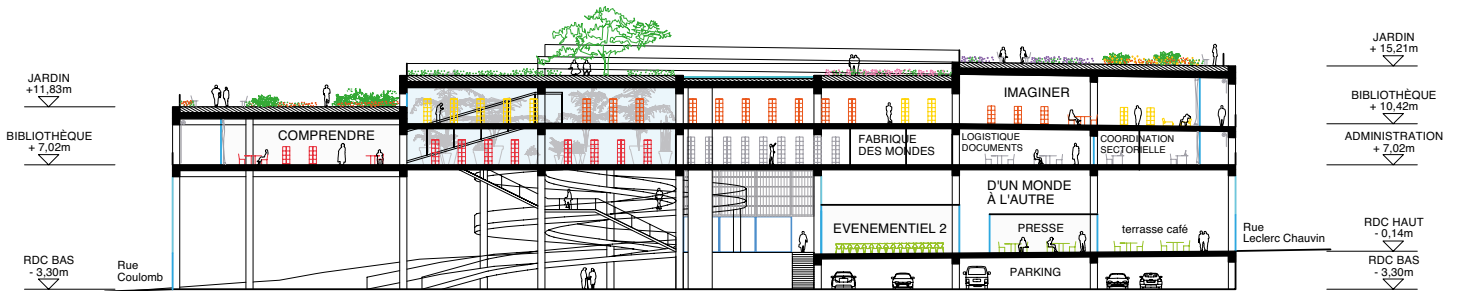 JARDIN
+ 15,21m
JARDIN
+11,83m
IMAGINER
BIBLIOTHÈQUE
+ 10,42m
BIBLIOTHÈQUE
+ 7,02m
COMPRENDRE
FABRIQUE
DES MONDES
LOGISTIQUE
DOCUMENTS
COORDINATION
SECTORIELLE
ADMINISTRATION
+ 7,02m
D'UN MONDE
À L'AUTRE
EVENEMENTIEL 2
PRESSE
terrasse café
Rue
Leclerc Chauvin
RDC HAUT
- 0,14m
RDC BAS
- 3,30m
Rue
Coulomb
PARKING
RDC BAS
- 3,30m